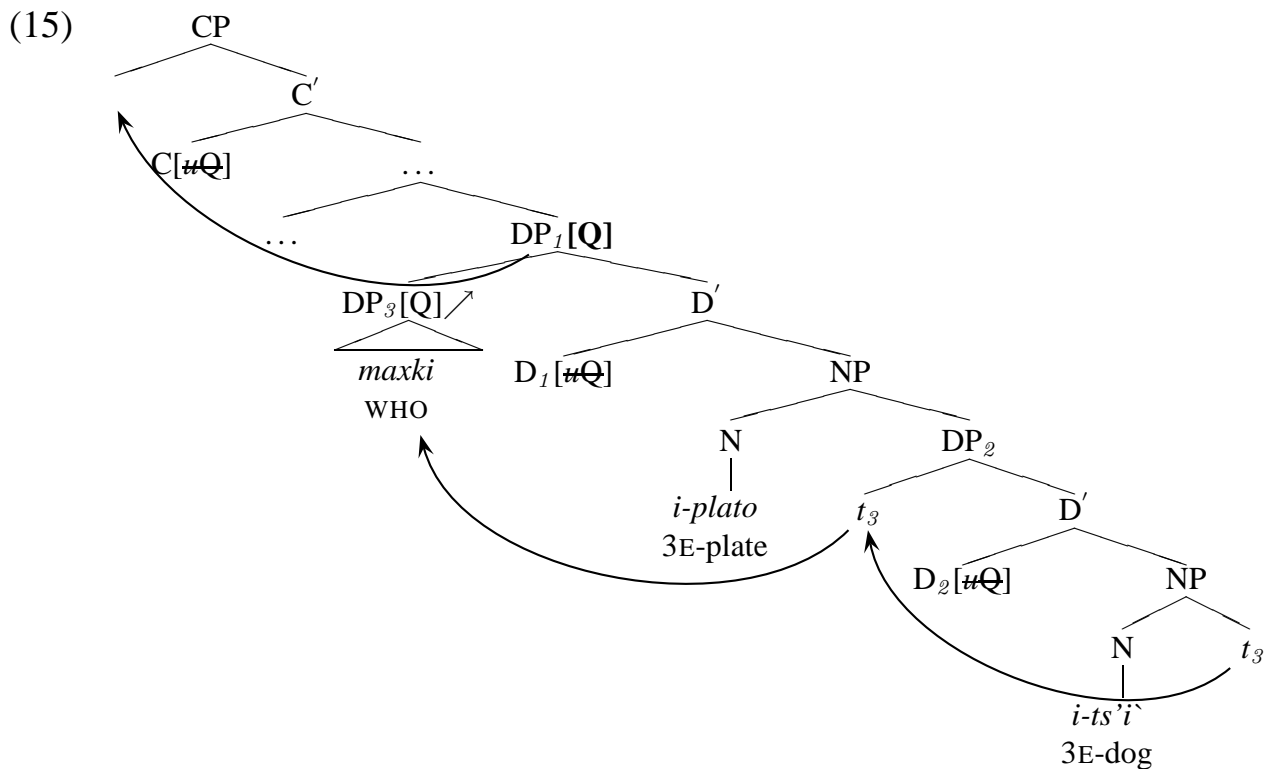 (15) CP
C′
C[uQ] …
… DP₁[Q]
DP₃[Q]↗ D′
maxki D₁[uQ] NP
WHO
N DP₂
i-plato t₃ D′
3E-plate
D₂[uQ] NP
N t₃
i-ts'i`
3E-dog